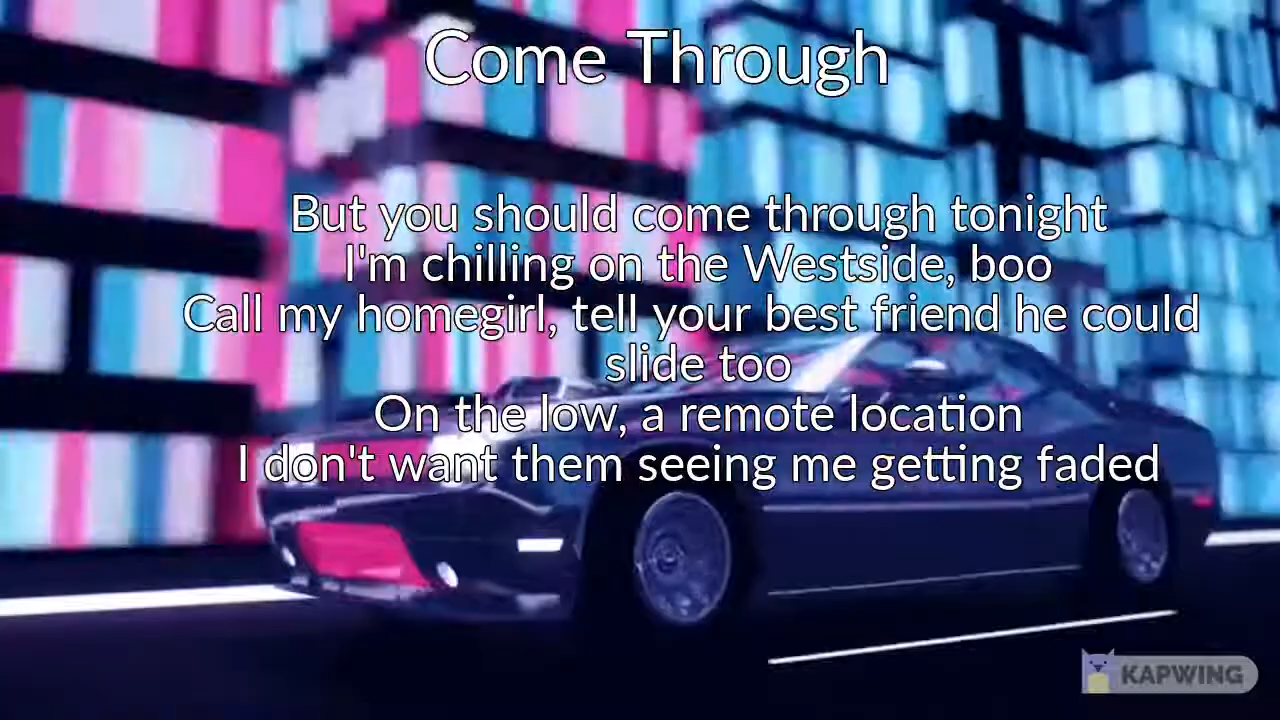 Come Through
But you should come through tonight
I'm chilling on the Westside, boo
Call my homegirl, tell your best friend he could
slide too
On the low, a remote location
I don't want them seeing me getting faded
KAPWING